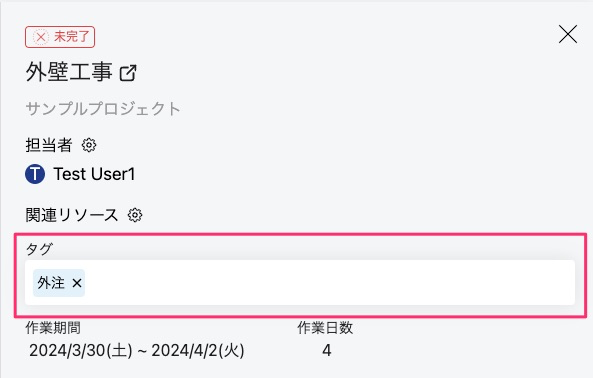 未完了
外壁工事
サンプルプロジェクト
担当者
T Test User1
関連リソース
タグ
外注 ×
作業期間 作業日数
2024/3/30(土) ~ 2024/4/2(火) 4